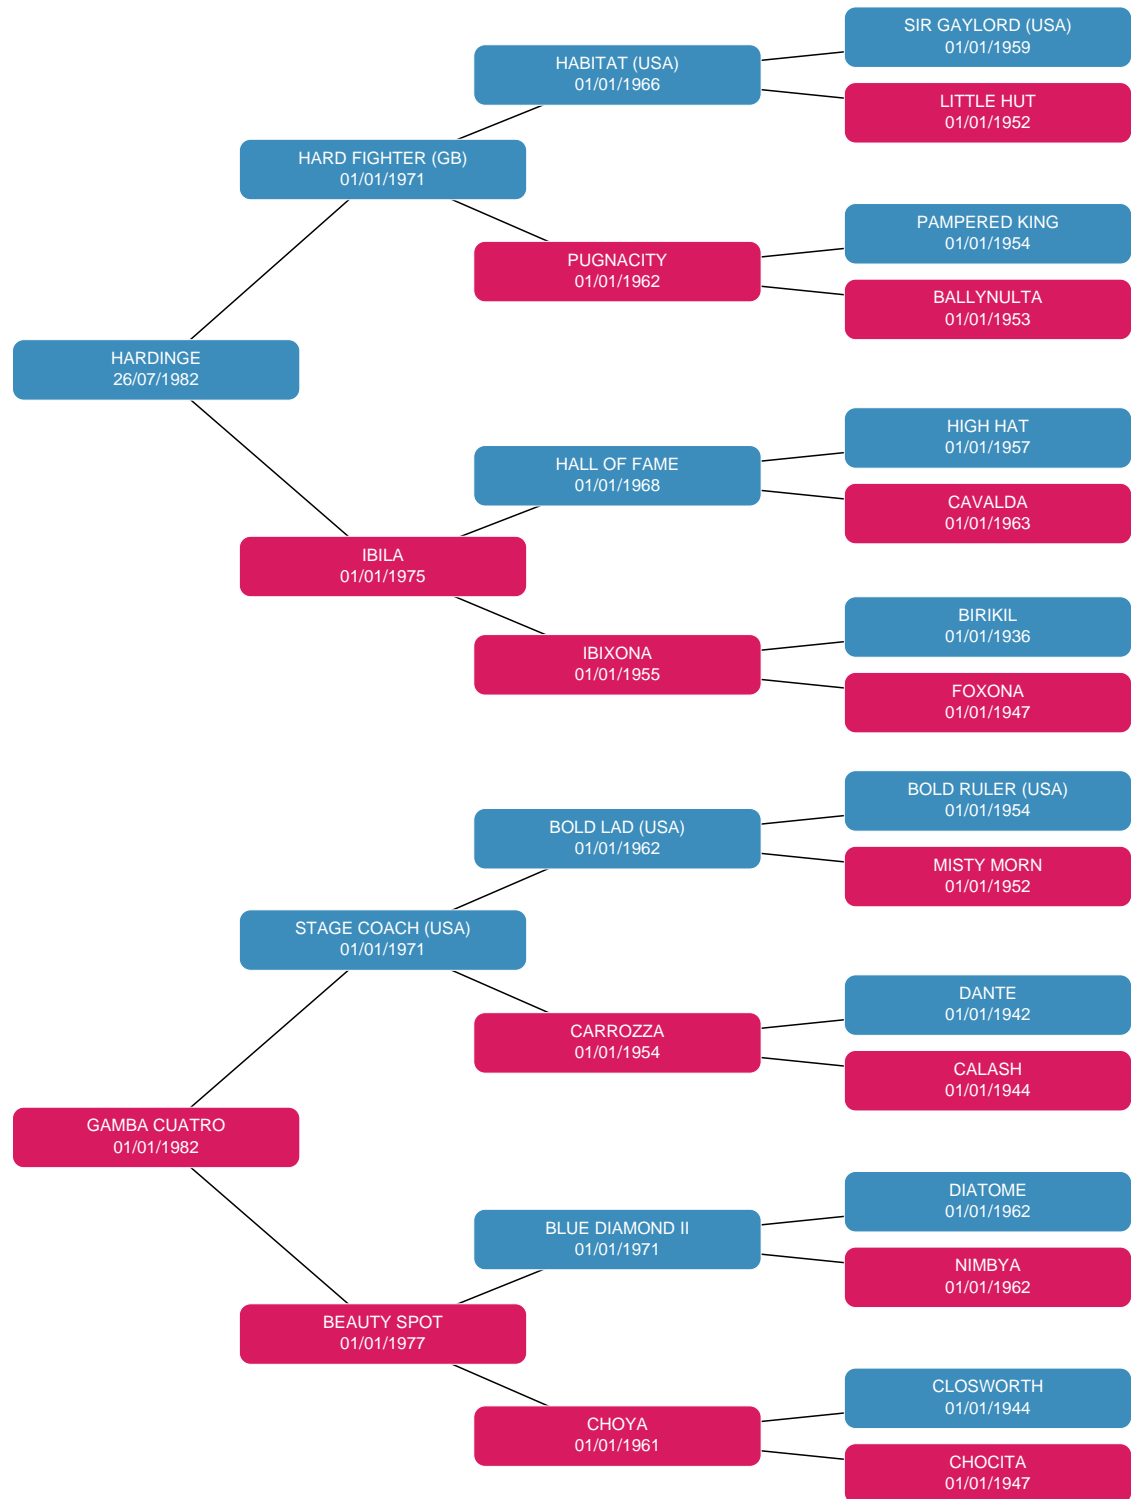 SIR GAYLORD (USA)
01/01/1959
HABITAT (USA)
01/01/1966
LITTLE HUT
01/01/1952
HARD FIGHTER (GB)
01/01/1971
PAMPERED KING
01/01/1954
PUGNACITY
01/01/1962
BALLYNULTA
01/01/1953
HARDINGE
26/07/1982
HIGH HAT
01/01/1957
HALL OF FAME
01/01/1968
CAVALDA
01/01/1963
IBILA
01/01/1975
BIRIKIL
01/01/1936
IBIXONA
01/01/1955
FOXONA
01/01/1947
BOLD RULER (USA)
01/01/1954
BOLD LAD (USA)
01/01/1962
MISTY MORN
01/01/1952
STAGE COACH (USA)
01/01/1971
DANTE
01/01/1942
CARROZZA
01/01/1954
CALASH
01/01/1944
GAMBA CUATRO
01/01/1982
DIATOME
01/01/1962
BLUE DIAMOND II
01/01/1971
NIMBYA
01/01/1962
BEAUTY SPOT
01/01/1977
CLOSWORTH
01/01/1944
CHOYA
01/01/1961
CHOCITA
01/01/1947